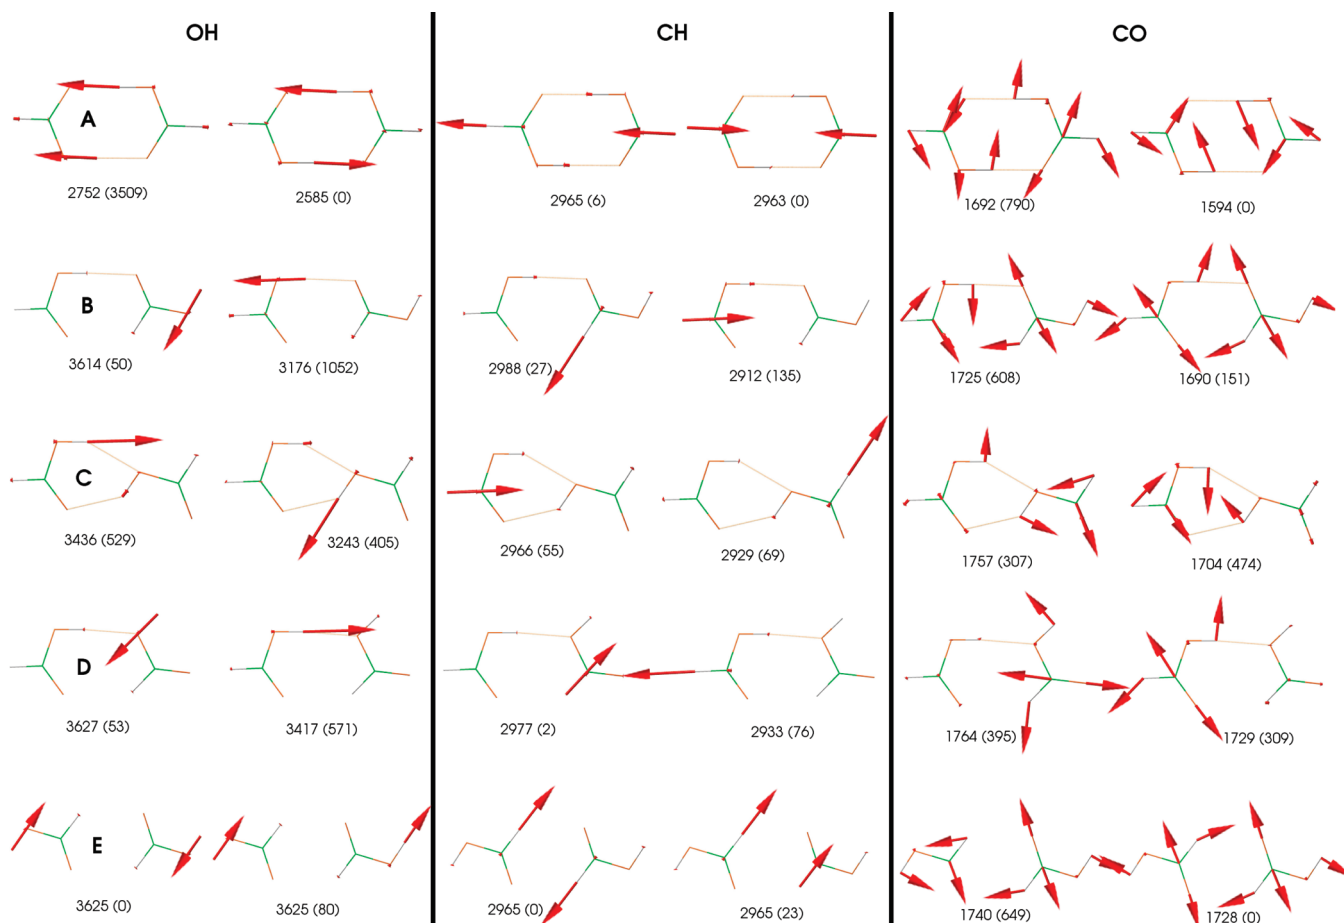 OH CH CO
A
2752 (3509) 2585 (0) 2965 (6) 2963 (0) 1692 (790) 1594 (0)
B
3614 (50) 3176 (1052) 2988 (27) 2912 (135) 1725 (608) 1690 (151)
C
3436 (529) 3243 (405) 2966 (55) 2929 (69) 1757 (307) 1704 (474)
D
3627 (53) 3417 (571) 2977 (2) 2933 (76) 1764 (395) 1729 (309)
E
3625 (0) 3625 (80) 2965 (0) 2965 (23) 1740 (649) 1728 (0)